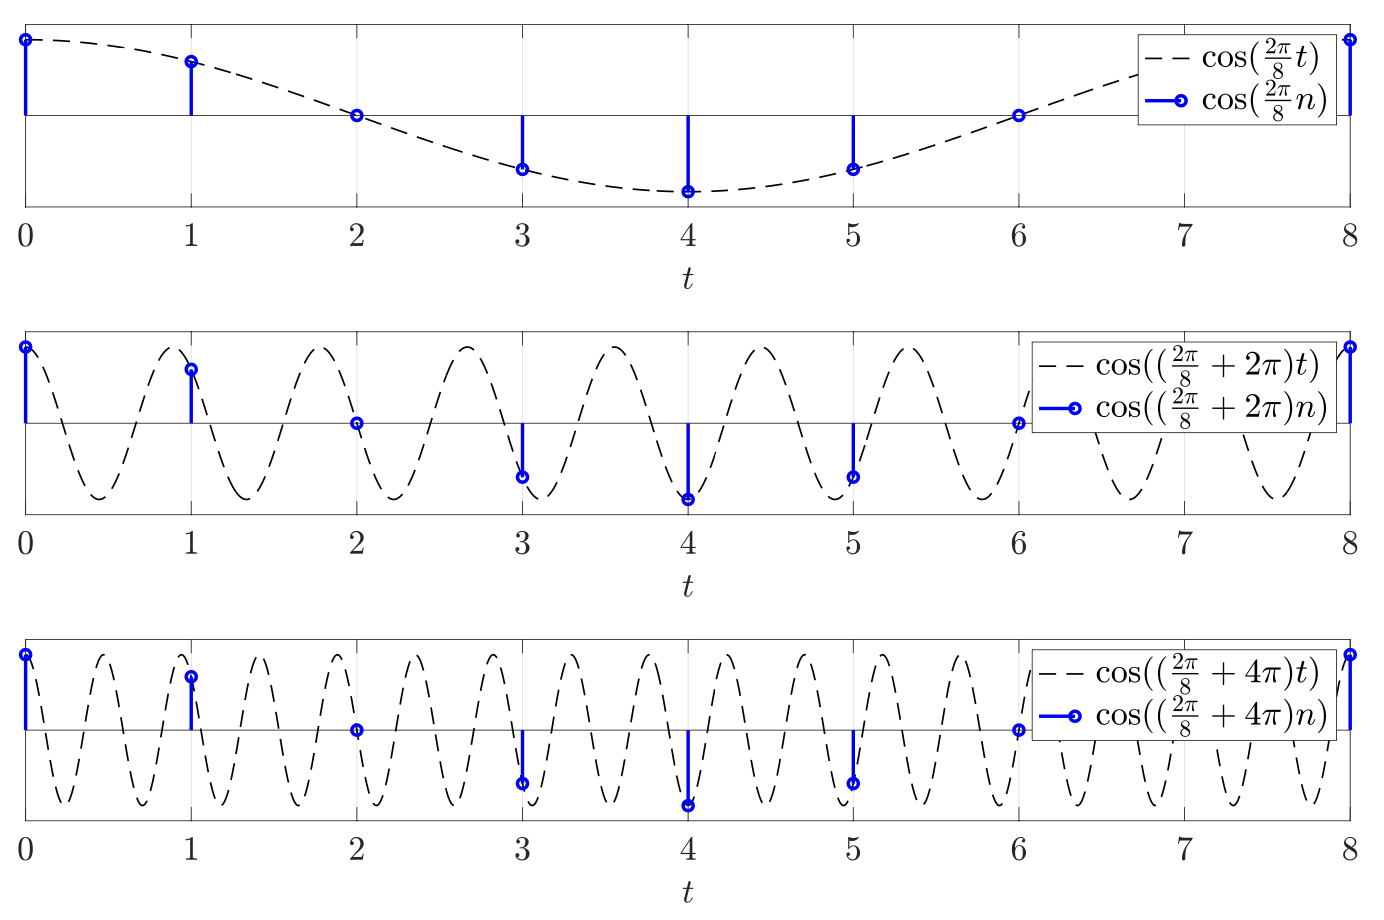 cos(2π/8 t)
cos(2π/8 n)
0 1 2 3 4 5 6 7 8
t
cos((2π/8 + 2π)t)
cos((2π/8 + 2π)n)
0 1 2 3 4 5 6 7 8
t
cos((2π/8 + 4π)t)
cos((2π/8 + 4π)n)
0 1 2 3 4 5 6 7 8
t